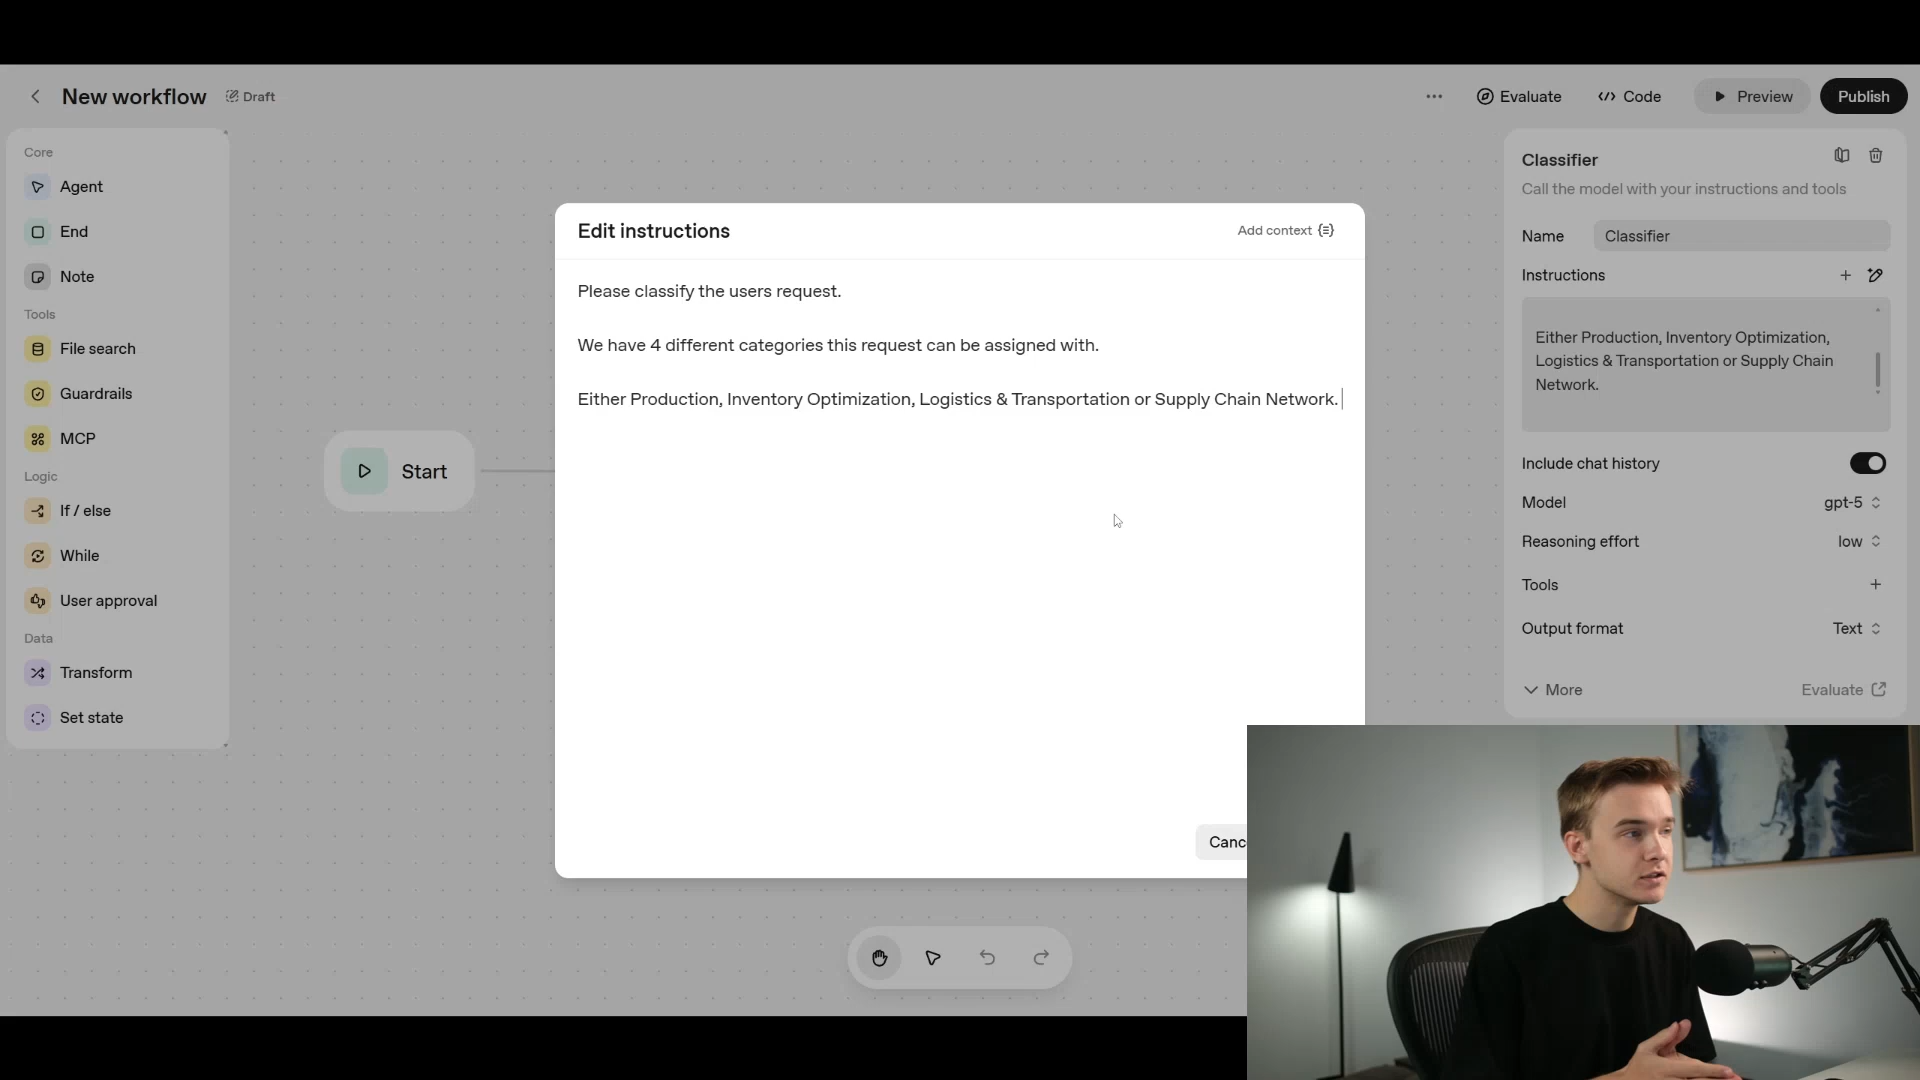 New workflow
Draft
Evaluate
Code
Preview
Publish
Core
Agent
End
Note
Tools
File search
Guardrails
MCP
Logic
If / else
While
User approval
Data
Transform
Set state
Start
Edit instructions
Add context
Please classify the users request.
We have 4 different categories this request can be assigned with.
Either Production, Inventory Optimization, Logistics & Transportation or Supply Chain Network.
Canc
Classifier
Call the model with your instructions and tools
Name
Classifier
Instructions
Either Production, Inventory Optimization,
Logistics & Transportation or Supply Chain
Network.
Include chat history
Model
gpt-5
Reasoning effort
low
Tools
Output format
Text
More
Evaluate